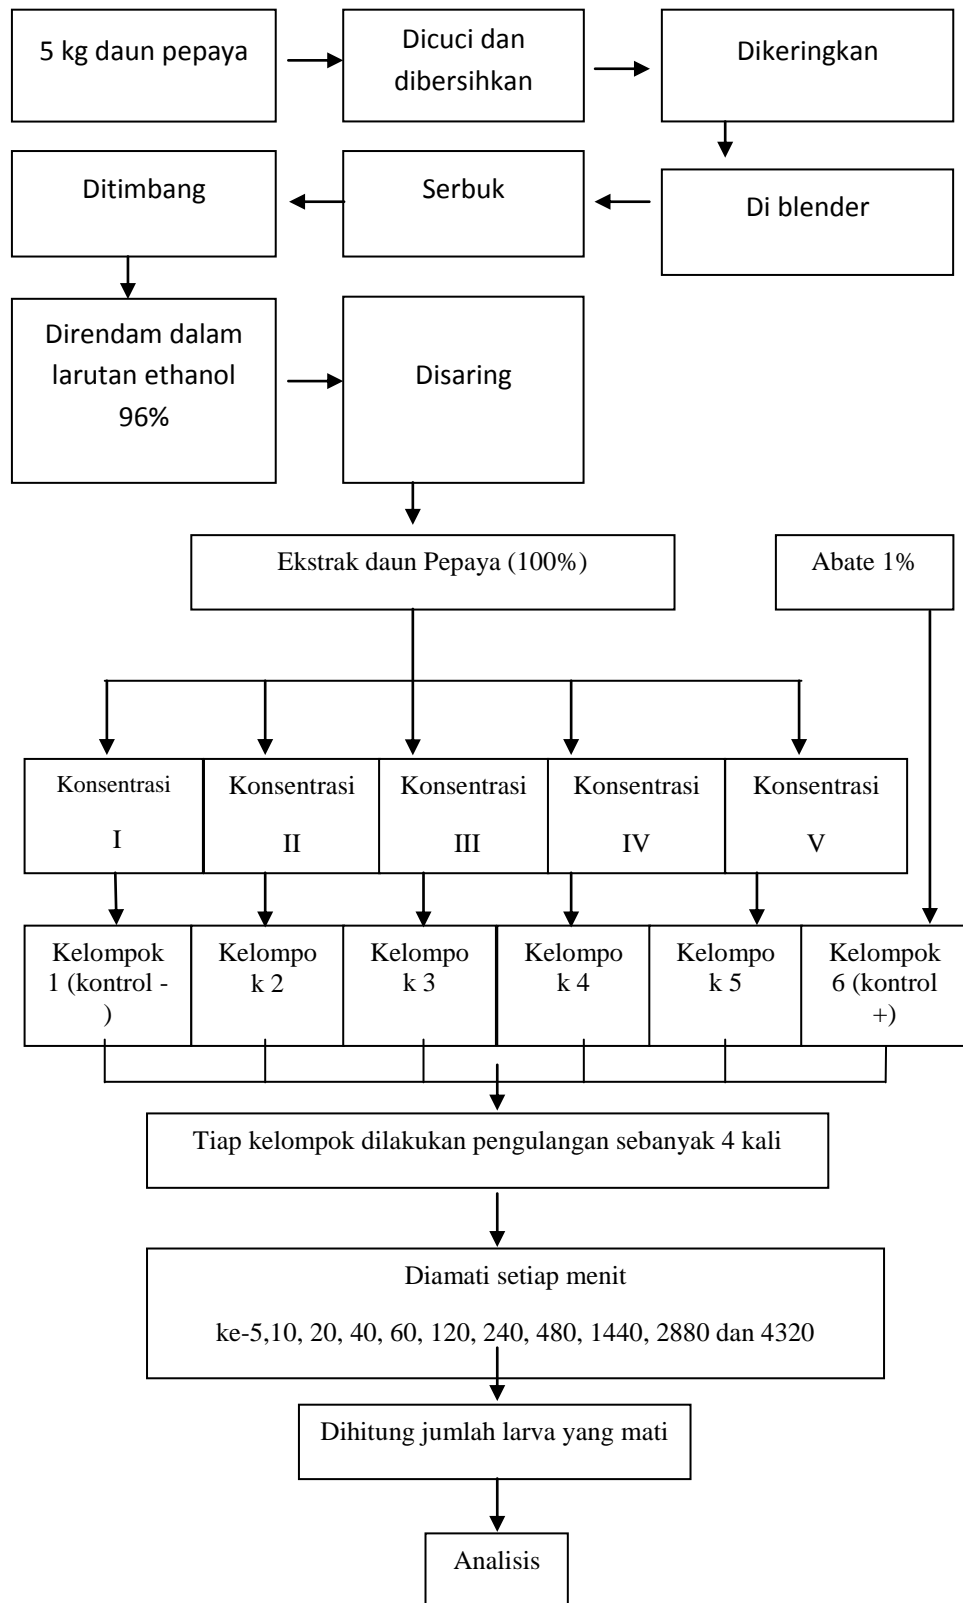 5 kg daun pepaya
Dicuci dan
dibersihkan
Dikeringkan
Ditimbang
Serbuk
Di blender
Direndam dalam
larutan ethanol
96%
Disaring
Ekstrak daun Pepaya (100%)
Abate 1%
Konsentrasi
I
Konsentrasi
II
Konsentrasi
III
Konsentrasi
IV
Konsentrasi
V
Kelompok
1 (kontrol -
)
Kelompo
k 2
Kelompo
k 3
Kelompo
k 4
Kelompo
k 5
Kelompok
6 (kontrol
+)
Tiap kelompok dilakukan pengulangan sebanyak 4 kali
Diamati setiap menit
ke-5,10, 20, 40, 60, 120, 240, 480, 1440, 2880 dan 4320
Dihitung jumlah larva yang mati
Analisis